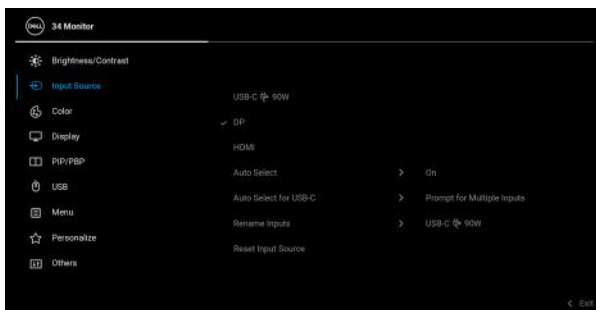 DELL 34 Monitor
Brightness/Contrast
Input Source
USB-C 90W
Color
DP
Display
HDMI
PIP/PBP
Auto Select > On
USB
Auto Select for USB-C > Prompt for Multiple Inputs
Menu
Rename Inputs > USB-C 90W
Personalize
Reset Input Source
Others
< Exit